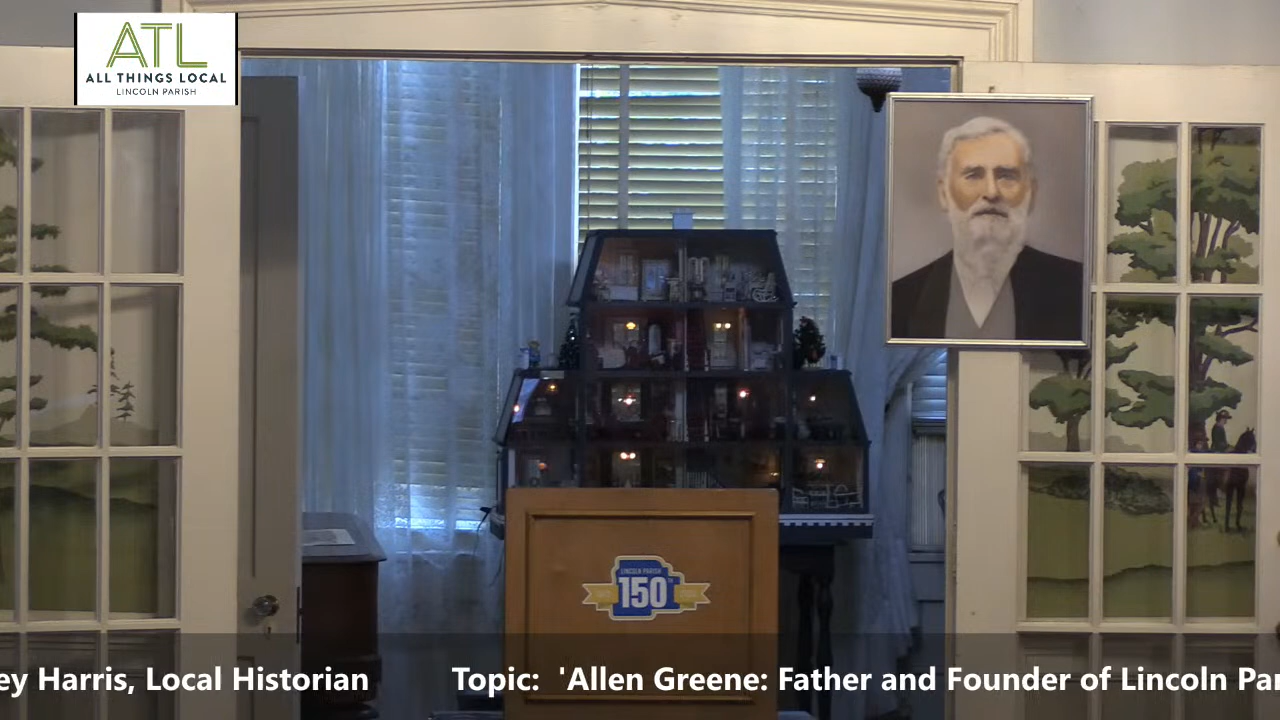 ATL
ALL THINGS LOCAL
LINCOLN PARISH
LINCOLN PARISH
150
ey Harris, Local Historian Topic: 'Allen Greene: Father and Founder of Lincoln Par